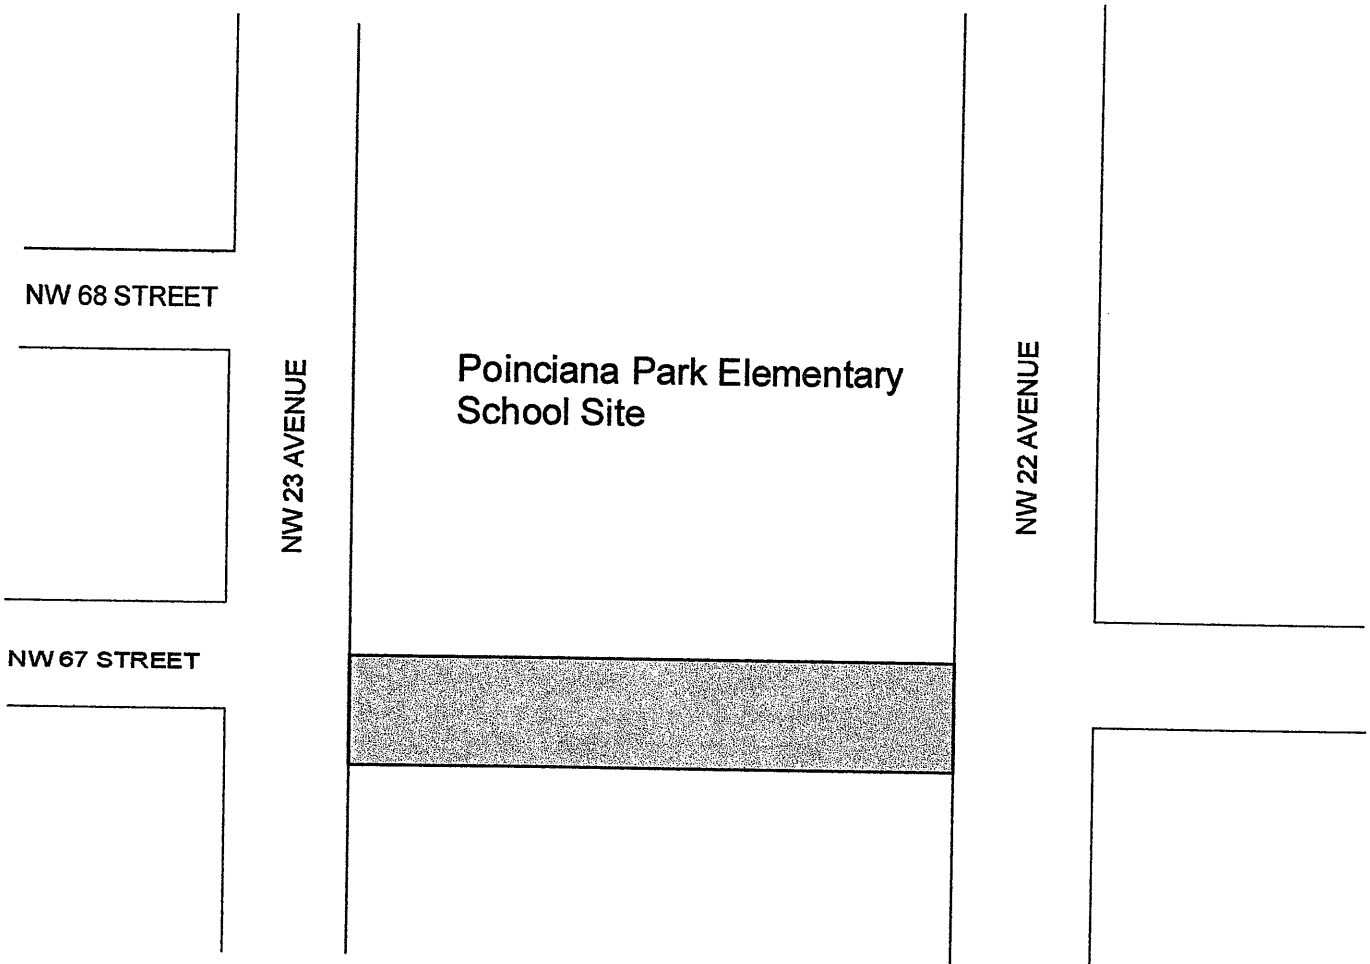 NW 68 STREET
NW 23 AVENUE
Poinciana Park Elementary
School Site
NW 22 AVENUE
NW 67 STREET